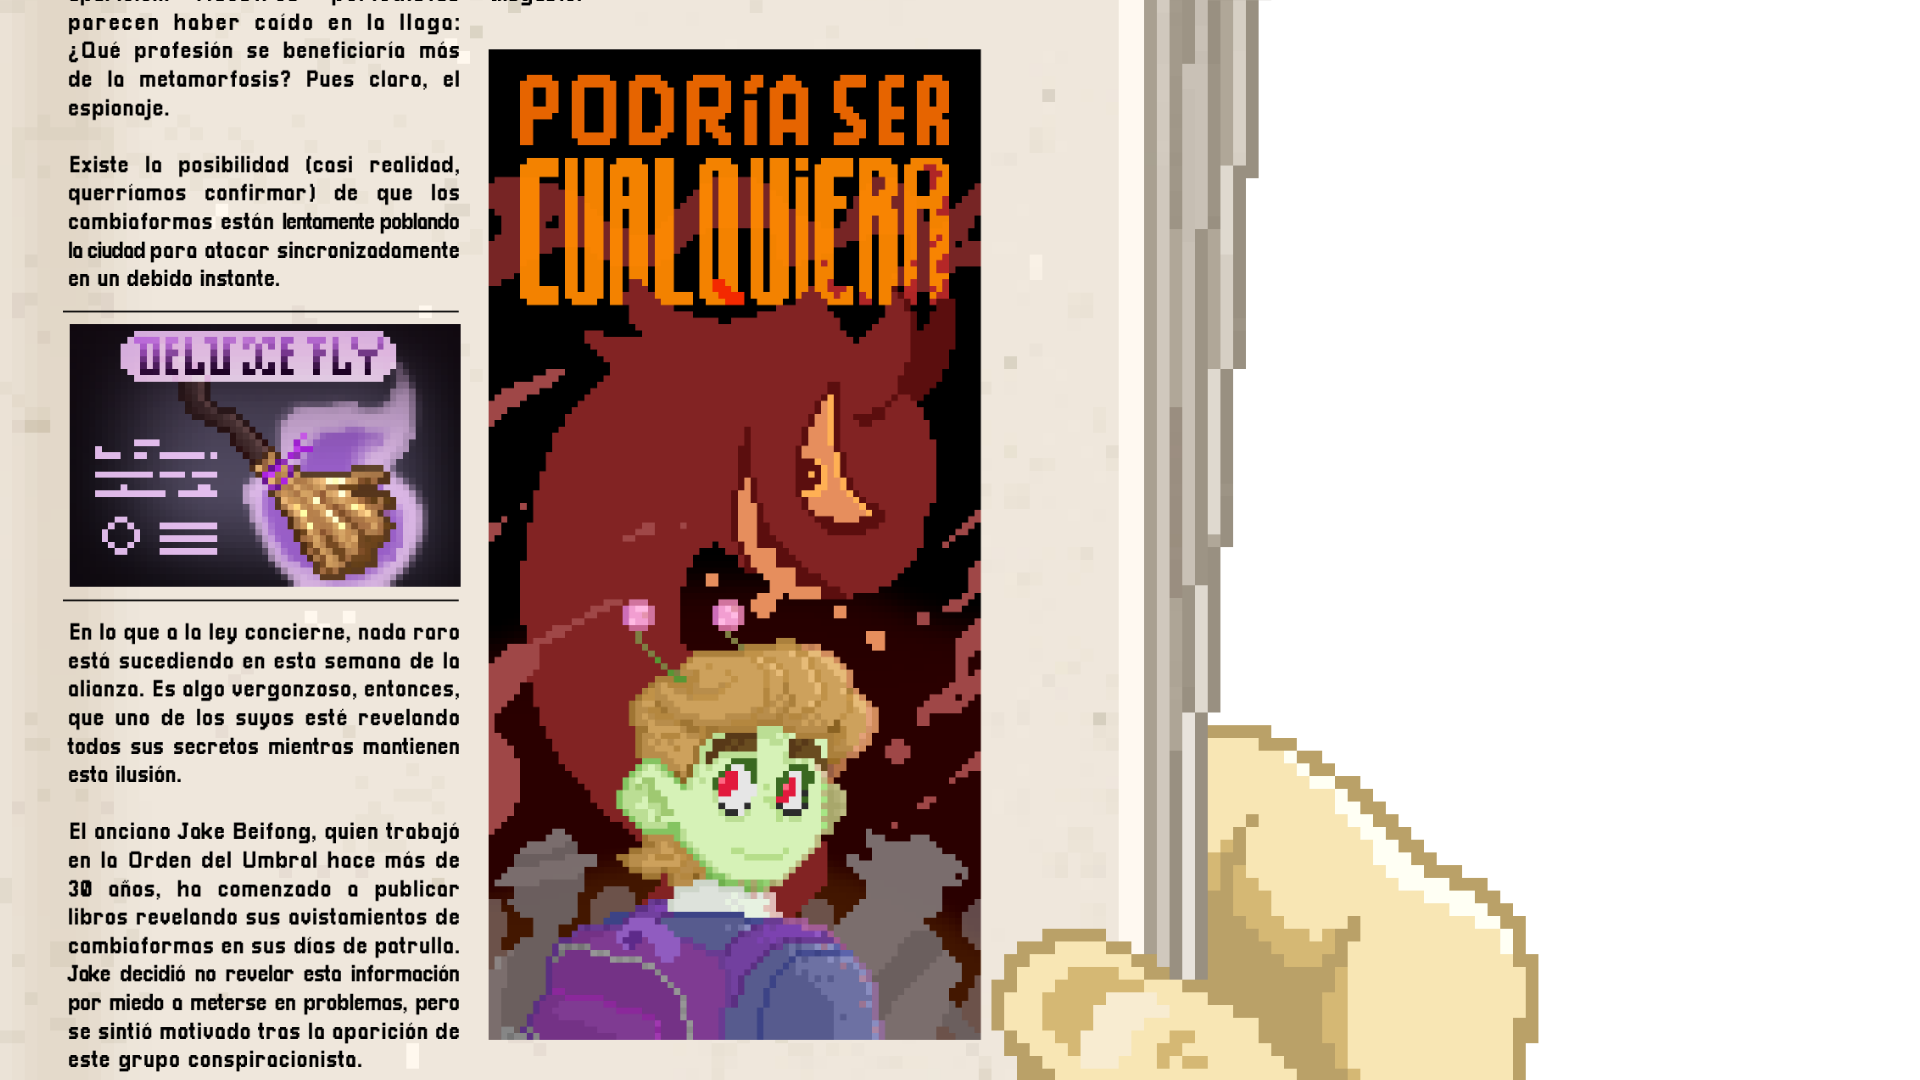 parecen haber caído en la llaga:
¿Qué profesión se beneficiaría más
de la metamorfosis? Pues claro, el
espionaje.
Existe la posibilidad (casi realidad,
querríamos confirmar) de que los
cambiaformas están lentamente poblando
la ciudad para atacar sincronizadamente
en un debido instante.
DELUXE FLY
En lo que a la ley concierne, nada raro
está sucediendo en esta semana de la
alianza. Es algo vergonzoso, entonces,
que uno de los suyos esté revelando
todos sus secretos mientras mantienen
esta ilusión.
El anciano Jake Beifong, quien trabajó
en la Orden del Umbral hace más de
30 años, ha comenzado a publicar
libros revelando sus avistamientos de
cambiaformas en sus días de patrulla.
Jake decidió no revelar esta información
por miedo a meterse en problemas, pero
se sintió motivado tras la aparición de
este grupo conspiracionista.
PODRÍA SER
CUALQUIERA